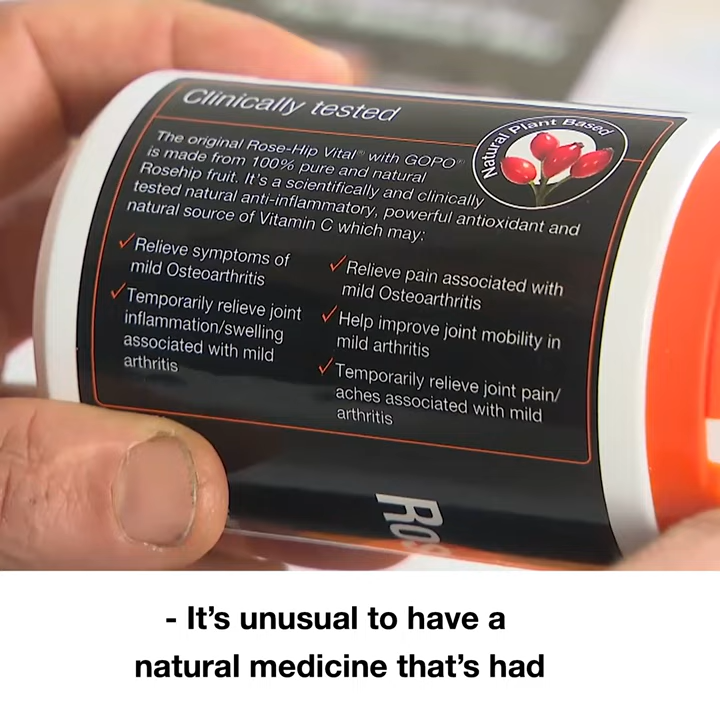 Clinically tested
Natural Plant Based
The original Rose-Hip Vital® with GOPO®
is made from 100% pure and natural
Rosehip fruit. It's a scientifically and clinically
tested natural anti-inflammatory, powerful antioxidant and
natural source of Vitamin C which may:
✓Relieve symptoms of
mild Osteoarthritis
✓Temporarily relieve joint
inflammation/swelling
associated with mild
arthritis
✓Relieve pain associated with
mild Osteoarthritis
✓Help improve joint mobility in
mild arthritis
✓Temporarily relieve joint pain/
aches associated with mild
arthritis
- It's unusual to have a
natural medicine that's had